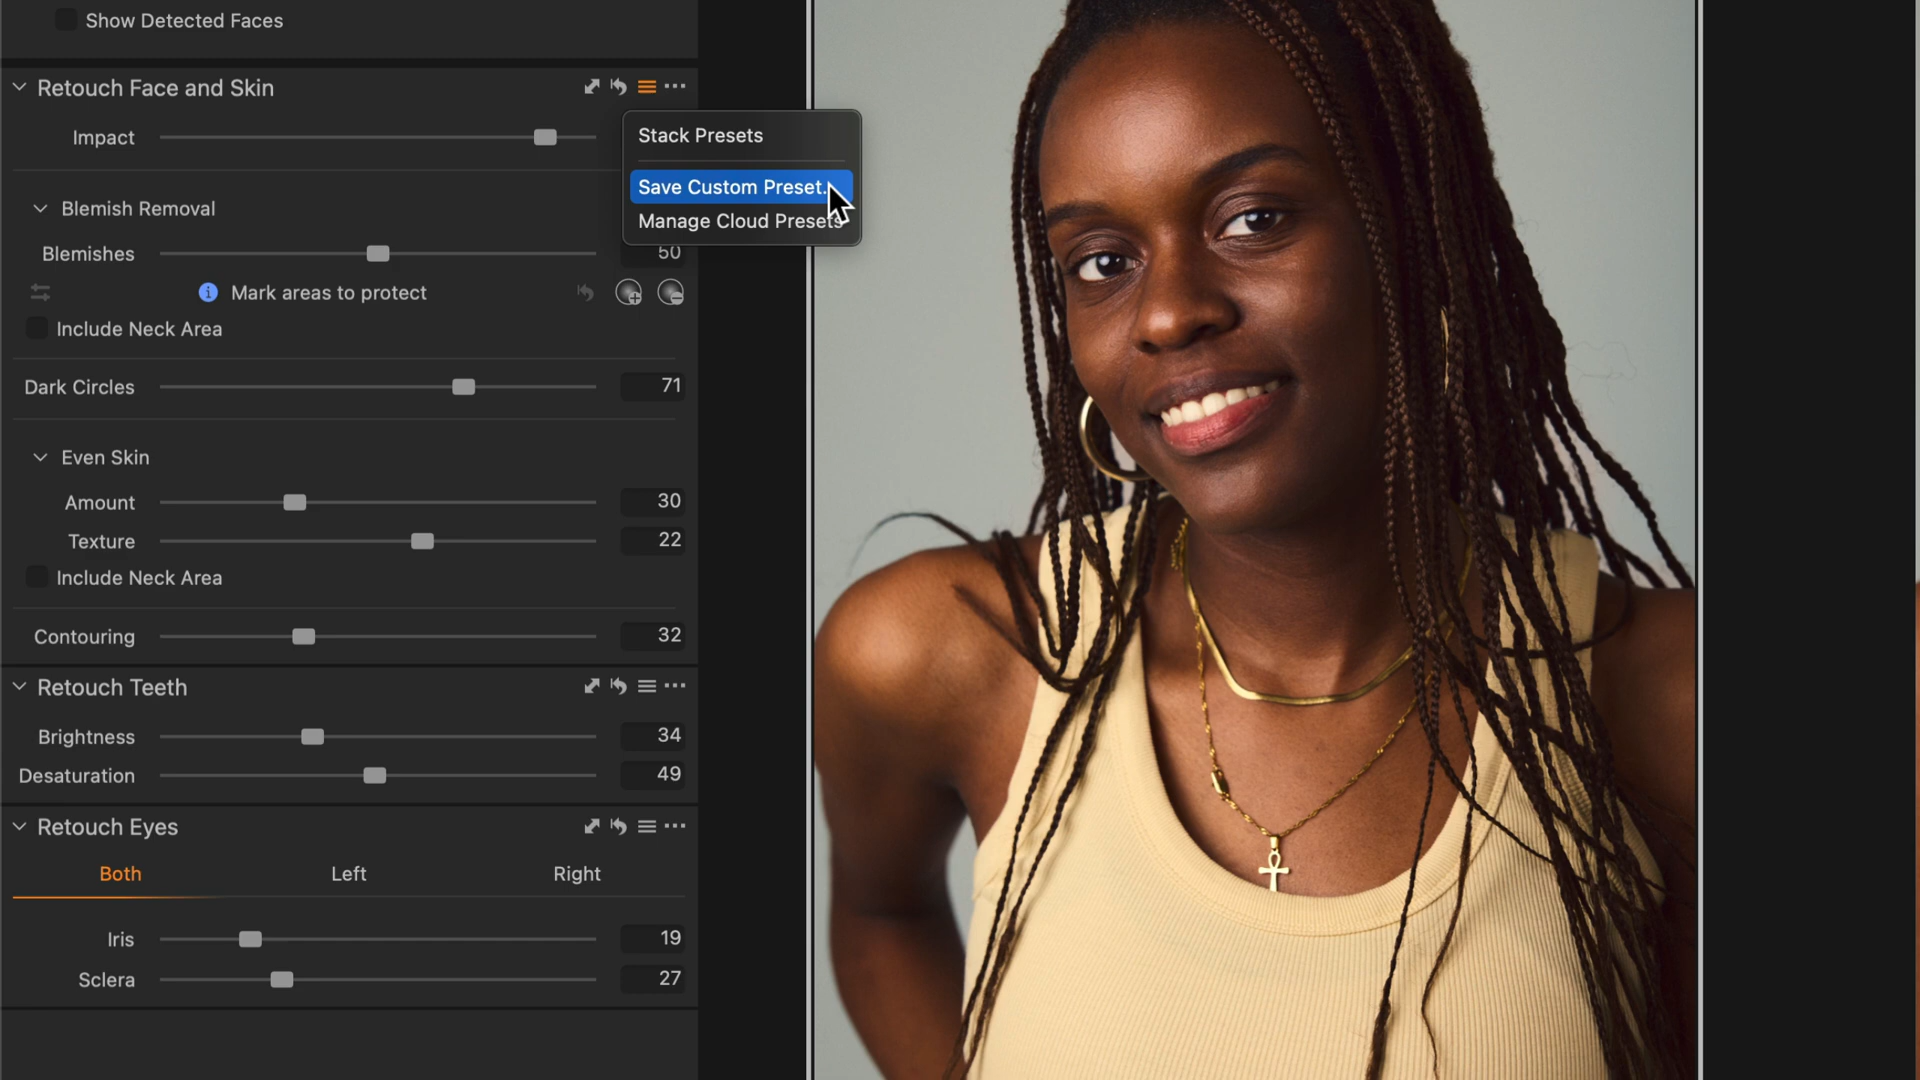 Show Detected Faces
Retouch Face and Skin
Impact
Stack Presets
Save Custom Preset..
Manage Cloud Presets
Blemish Removal
Blemishes 50
Mark areas to protect
Include Neck Area
Dark Circles 71
Even Skin
Amount 30
Texture 22
Include Neck Area
Contouring 32
Retouch Teeth
Brightness 34
Desaturation 49
Retouch Eyes
Both Left Right
Iris 19
Sclera 27